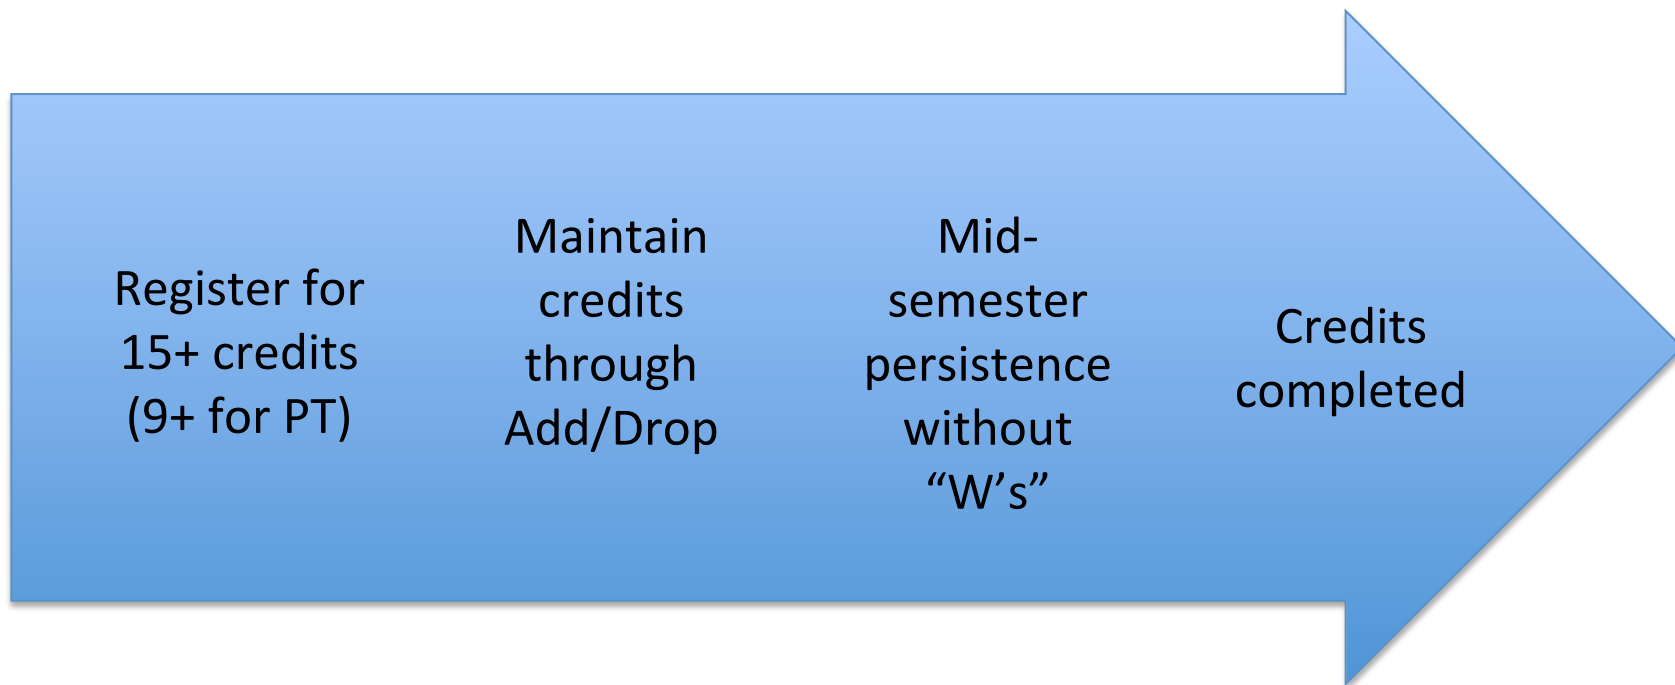 Register for
15+ credits
(9+ for PT)
Maintain
credits
through
Add/Drop
Mid-
semester
persistence
without
“W’s”
Credits
completed